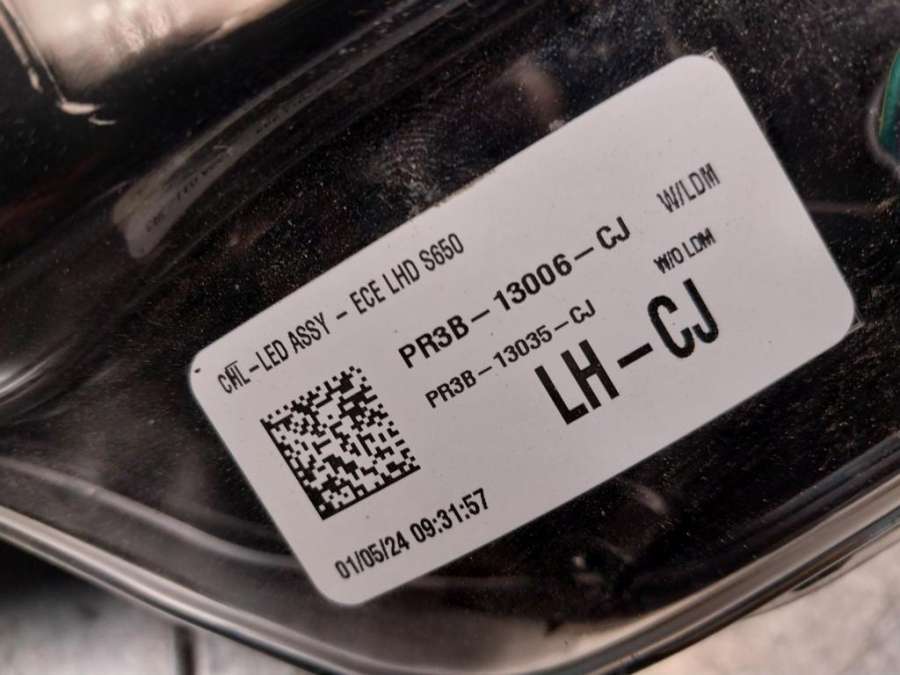 CHL-LED ASSY - ECE LHD S650
PR3B-13006-CJ W/LDM
PR3B-13035-CJ W/O LDM
LH-CJ
01/05/24 09:31:57